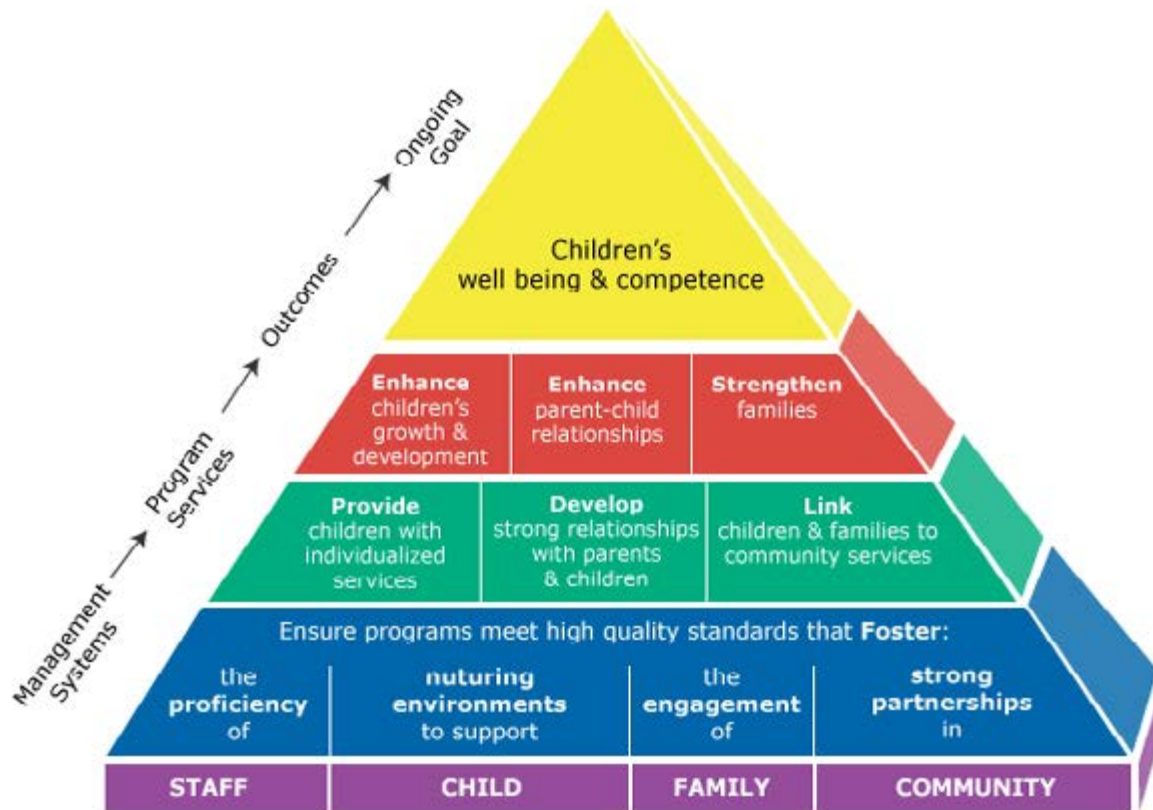 Ongoing
Goal
Outcomes
Program
Services
Management
Systems
Children's
well being & competence
Enhance
children's
growth &
development
Enhance
parent-child
relationships
Strengthen
families
Provide
children with
individualized
services
Develop
strong relationships
with parents
& children
Link
children & families to
community services
Ensure programs meet high quality standards that Foster:
the
proficiency
of
nuturing
environments
to support
the
engagement
of
strong
partnerships
in
STAFF
CHILD
FAMILY
COMMUNITY